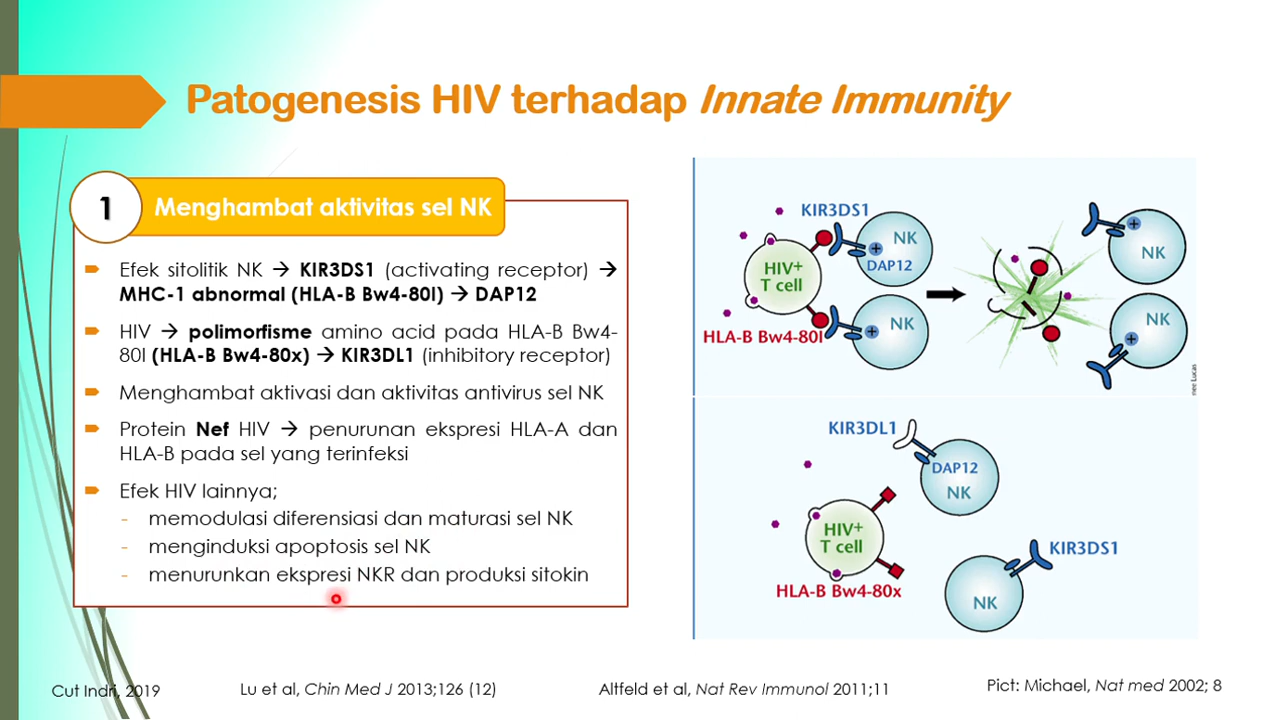 Patogenesis HIV terhadap Innate Immunity
1
Menghambat aktivitas sel NK
Efek sitolitik NK → KIR3DS1 (activating receptor) →
MHC-1 abnormal (HLA-B Bw4-80I) → DAP12
HIV → polimorfisme amino acid pada HLA-B Bw4-
80I (HLA-B Bw4-80x) → KIR3DL1 (inhibitory receptor)
Menghambat aktivasi dan aktivitas antivirus sel NK
Protein Nef HIV → penurunan ekspresi HLA-A dan
HLA-B pada sel yang terinfeksi
Efek HIV lainnya;
- memodulasi diferensiasi dan maturasi sel NK
- menginduksi apoptosis sel NK
- menurunkan ekspresi NKR dan produksi sitokin
KIR3DS1
NK
DAP12
+
HIV+
T cell
NK
+
HLA-B Bw4-80I
+
NK
NK
+
KIR3DL1
DAP12
NK
HIV+
T cell
KIR3DS1
HLA-B Bw4-80x
NK
Cut Indri, 2019
Lu et al, Chin Med J 2013;126 (12)
Altfeld et al, Nat Rev Immunol 2011;11
Pict: Michael, Nat med 2002; 8